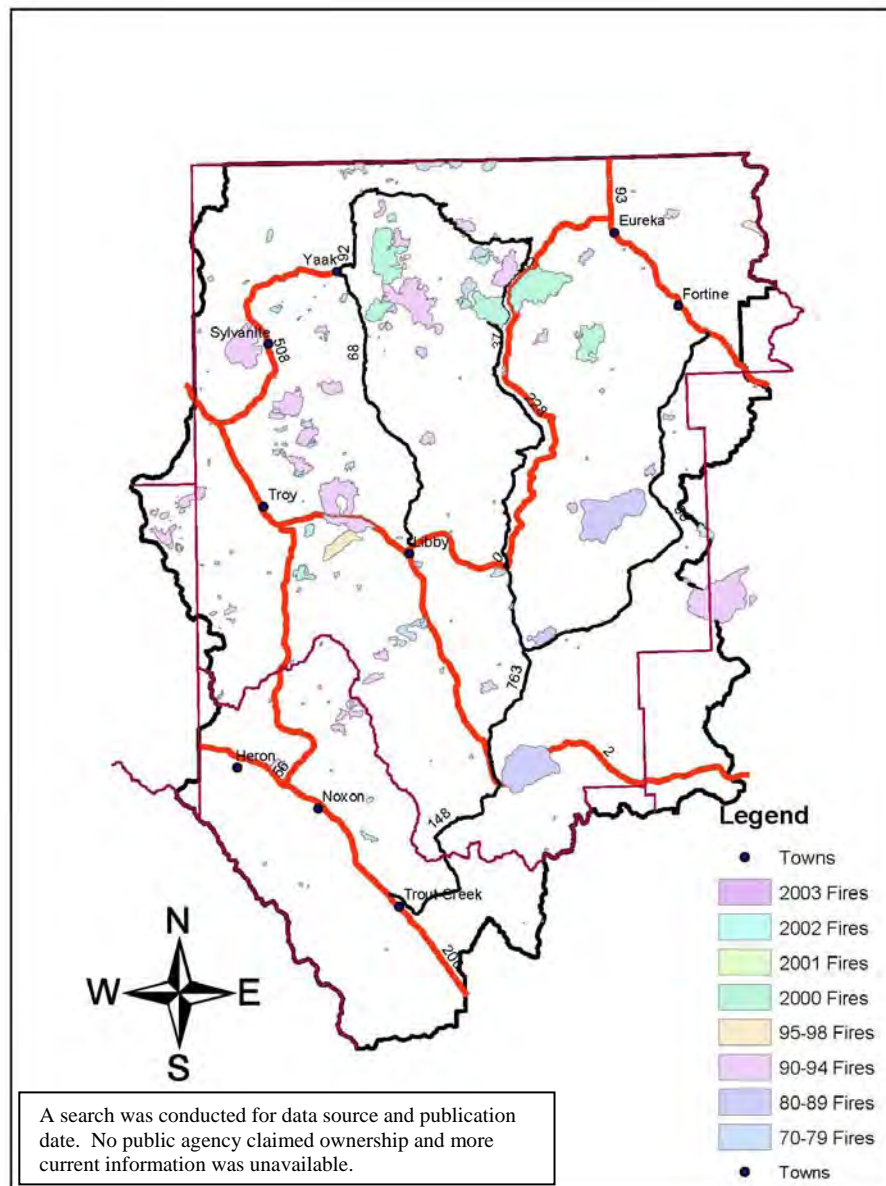 93
Eureka
Yaak
92
Fortine
Sylvanite
508
68
37
228
Troy
Libby
0
763
Heron
56
2
Noxon
148
Trout Creek
200
Legend
Towns
2003 Fires
2002 Fires
2001 Fires
2000 Fires
95-98 Fires
90-94 Fires
80-89 Fires
70-79 Fires
Towns
N
W E
S
A search was conducted for data source and publication
date. No public agency claimed ownership and more
current information was unavailable.